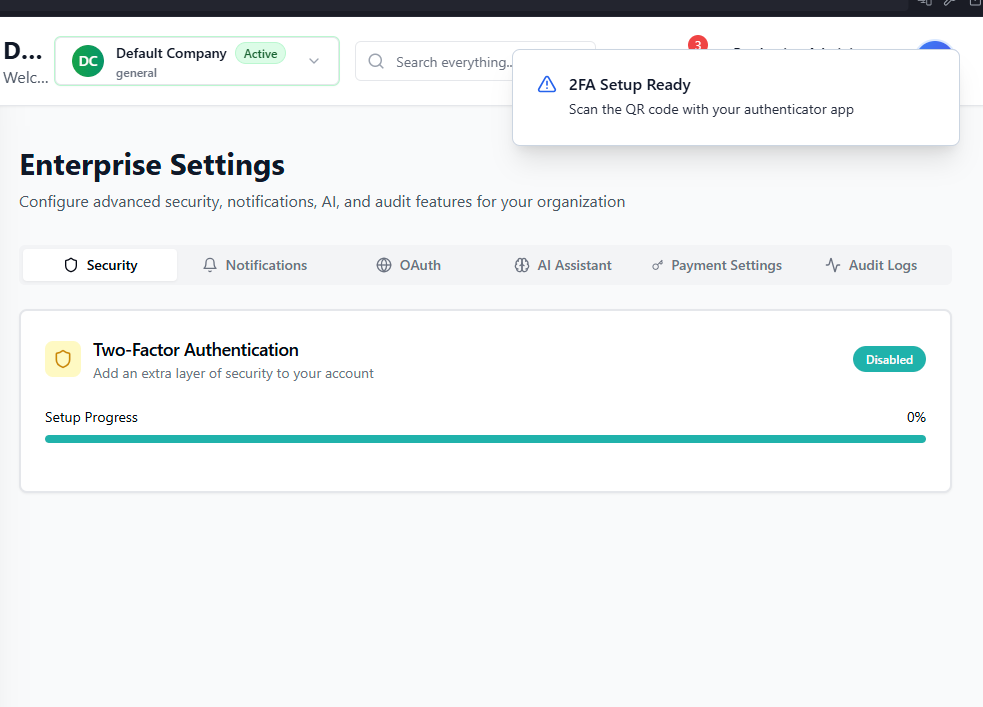 D...
Welc...
DC
Default Company
Active
general
Search everything..
3
2FA Setup Ready
Scan the QR code with your authenticator app
Enterprise Settings
Configure advanced security, notifications, AI, and audit features for your organization
Security
Notifications
OAuth
AI Assistant
Payment Settings
Audit Logs
Two-Factor Authentication
Add an extra layer of security to your account
Disabled
Setup Progress
0%